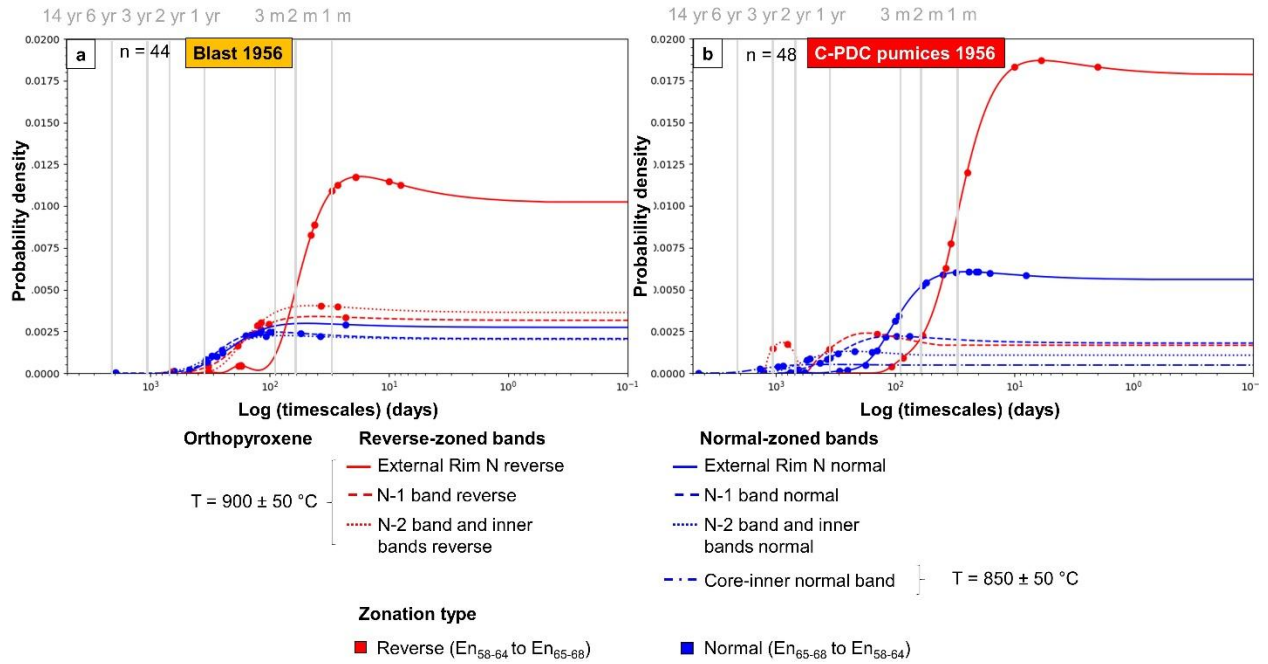 14 yr 6 yr 3 yr 2 yr 1 yr 3 m 2 m 1 m
14 yr 6 yr 3 yr 2 yr 1 yr 3 m 2 m 1 m
a n = 44 Blast 1956
b n = 48 C-PDC pumices 1956
0.0200
.0175
.0150
.0125
.0100
.0075
0.0050
0.0025
0.0000
0.0200
.0175
.0150
.0125
.0100
.0075
0.0050
0.0025
0.0000
Probability density
Probability density
10³ 10² 10¹ 10⁰ 10⁻¹
10³ 10² 10¹ 10⁰ 10⁻
Log (timescales) (days)
Log (timescales) (days)
Orthopyroxene
T = 900 ± 50 °C
Reverse-zoned bands
External Rim N reverse
N-1 band reverse
N-2 band and inner
bands reverse
Normal-zoned bands
External Rim N normal
N-1 band normal
N-2 band and inner
bands normal
Core-inner normal band
T = 850 ± 50 °C
Zonation type
Reverse (En58-64 to En65-68)
Normal (En65-68 to En58-64)